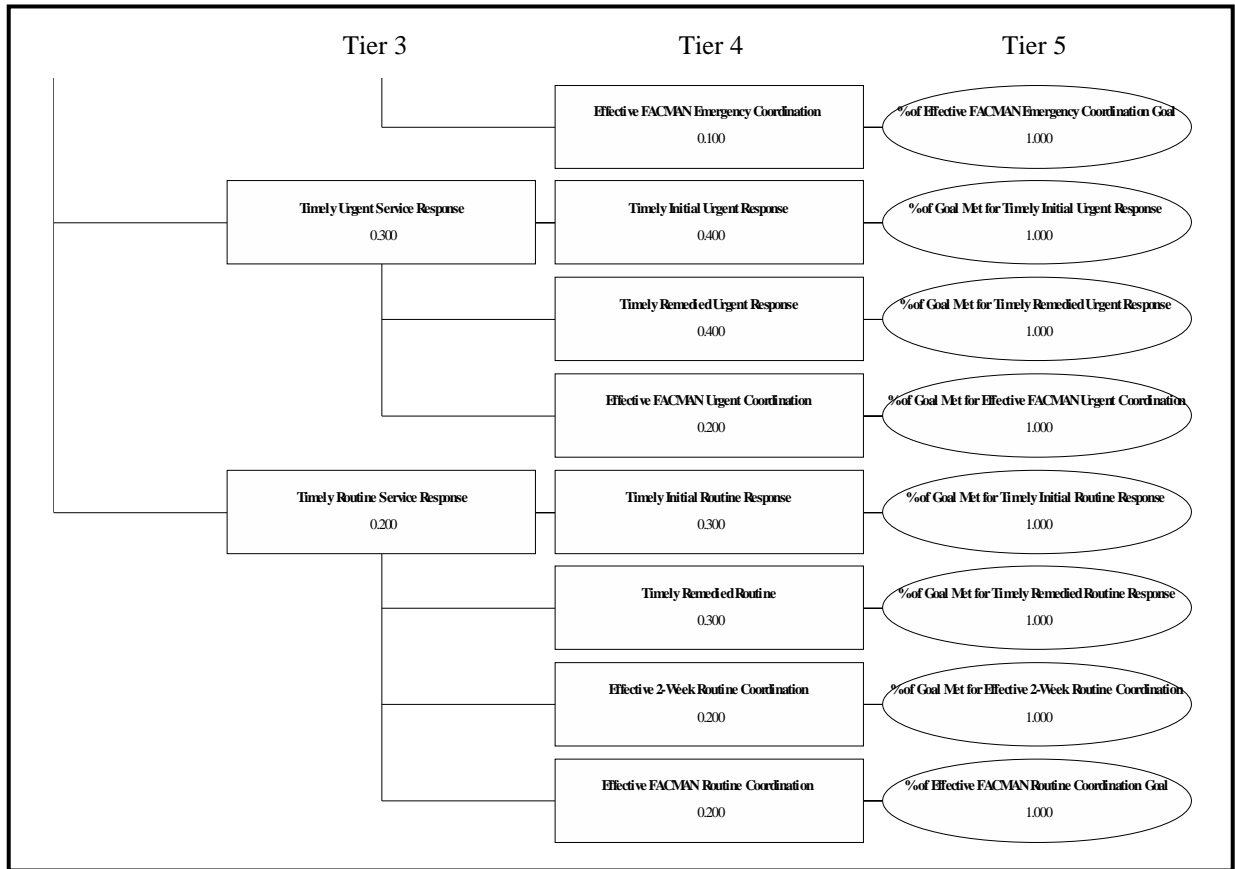 Tier 3
Tier 4
Tier 5
Effective FACMAN Emergency Coordination
0.100
% of Effective FACMAN Emergency Coordination Goal
1.000
Timely Urgent Service Response
0.300
Timely Initial Urgent Response
0.400
% of Goal Met for Timely Initial Urgent Response
1.000
Timely Remedied Urgent Response
0.400
% of Goal Met for Timely Remedied Urgent Response
1.000
Effective FACMAN Urgent Coordination
0.200
% of Goal Met for Effective FACMAN Urgent Coordination
1.000
Timely Routine Service Response
0.200
Timely Initial Routine Response
0.300
% of Goal Met for Timely Initial Routine Response
1.000
Timely Remedied Routine
0.300
% of Goal Met for Timely Remedied Routine Response
1.000
Effective 2-Week Routine Coordination
0.200
% of Goal Met for Effective 2-Week Routine Coordination
1.000
Effective FACMAN Routine Coordination
0.200
% of Effective FACMAN Routine Coordination Goal
1.000